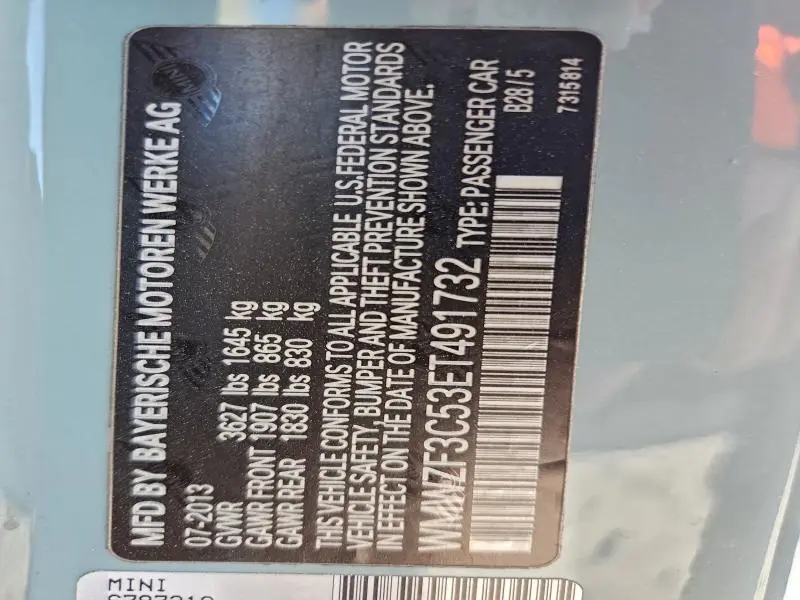 MFD BY BAYERISCHE MOTOREN WERKE AG
07-2013
GVWR 3627 lbs 1645 kg
GAWR FRONT 1907 lbs 865 kg
GAWR REAR 1830 lbs 830 kg
THIS VEHICLE CONFORMS TO ALL APPLICABLE U.S.FEDERAL MOTOR
VEHICLE SAFETY, BUMPER AND THEFT PREVENTION STANDARDS
IN EFFECT ON THE DATE OF MANUFACTURE SHOWN ABOVE.
WMWZF3C53ET491732 TYPE: PASSENGER CAR
B28/5
7315814
MINI